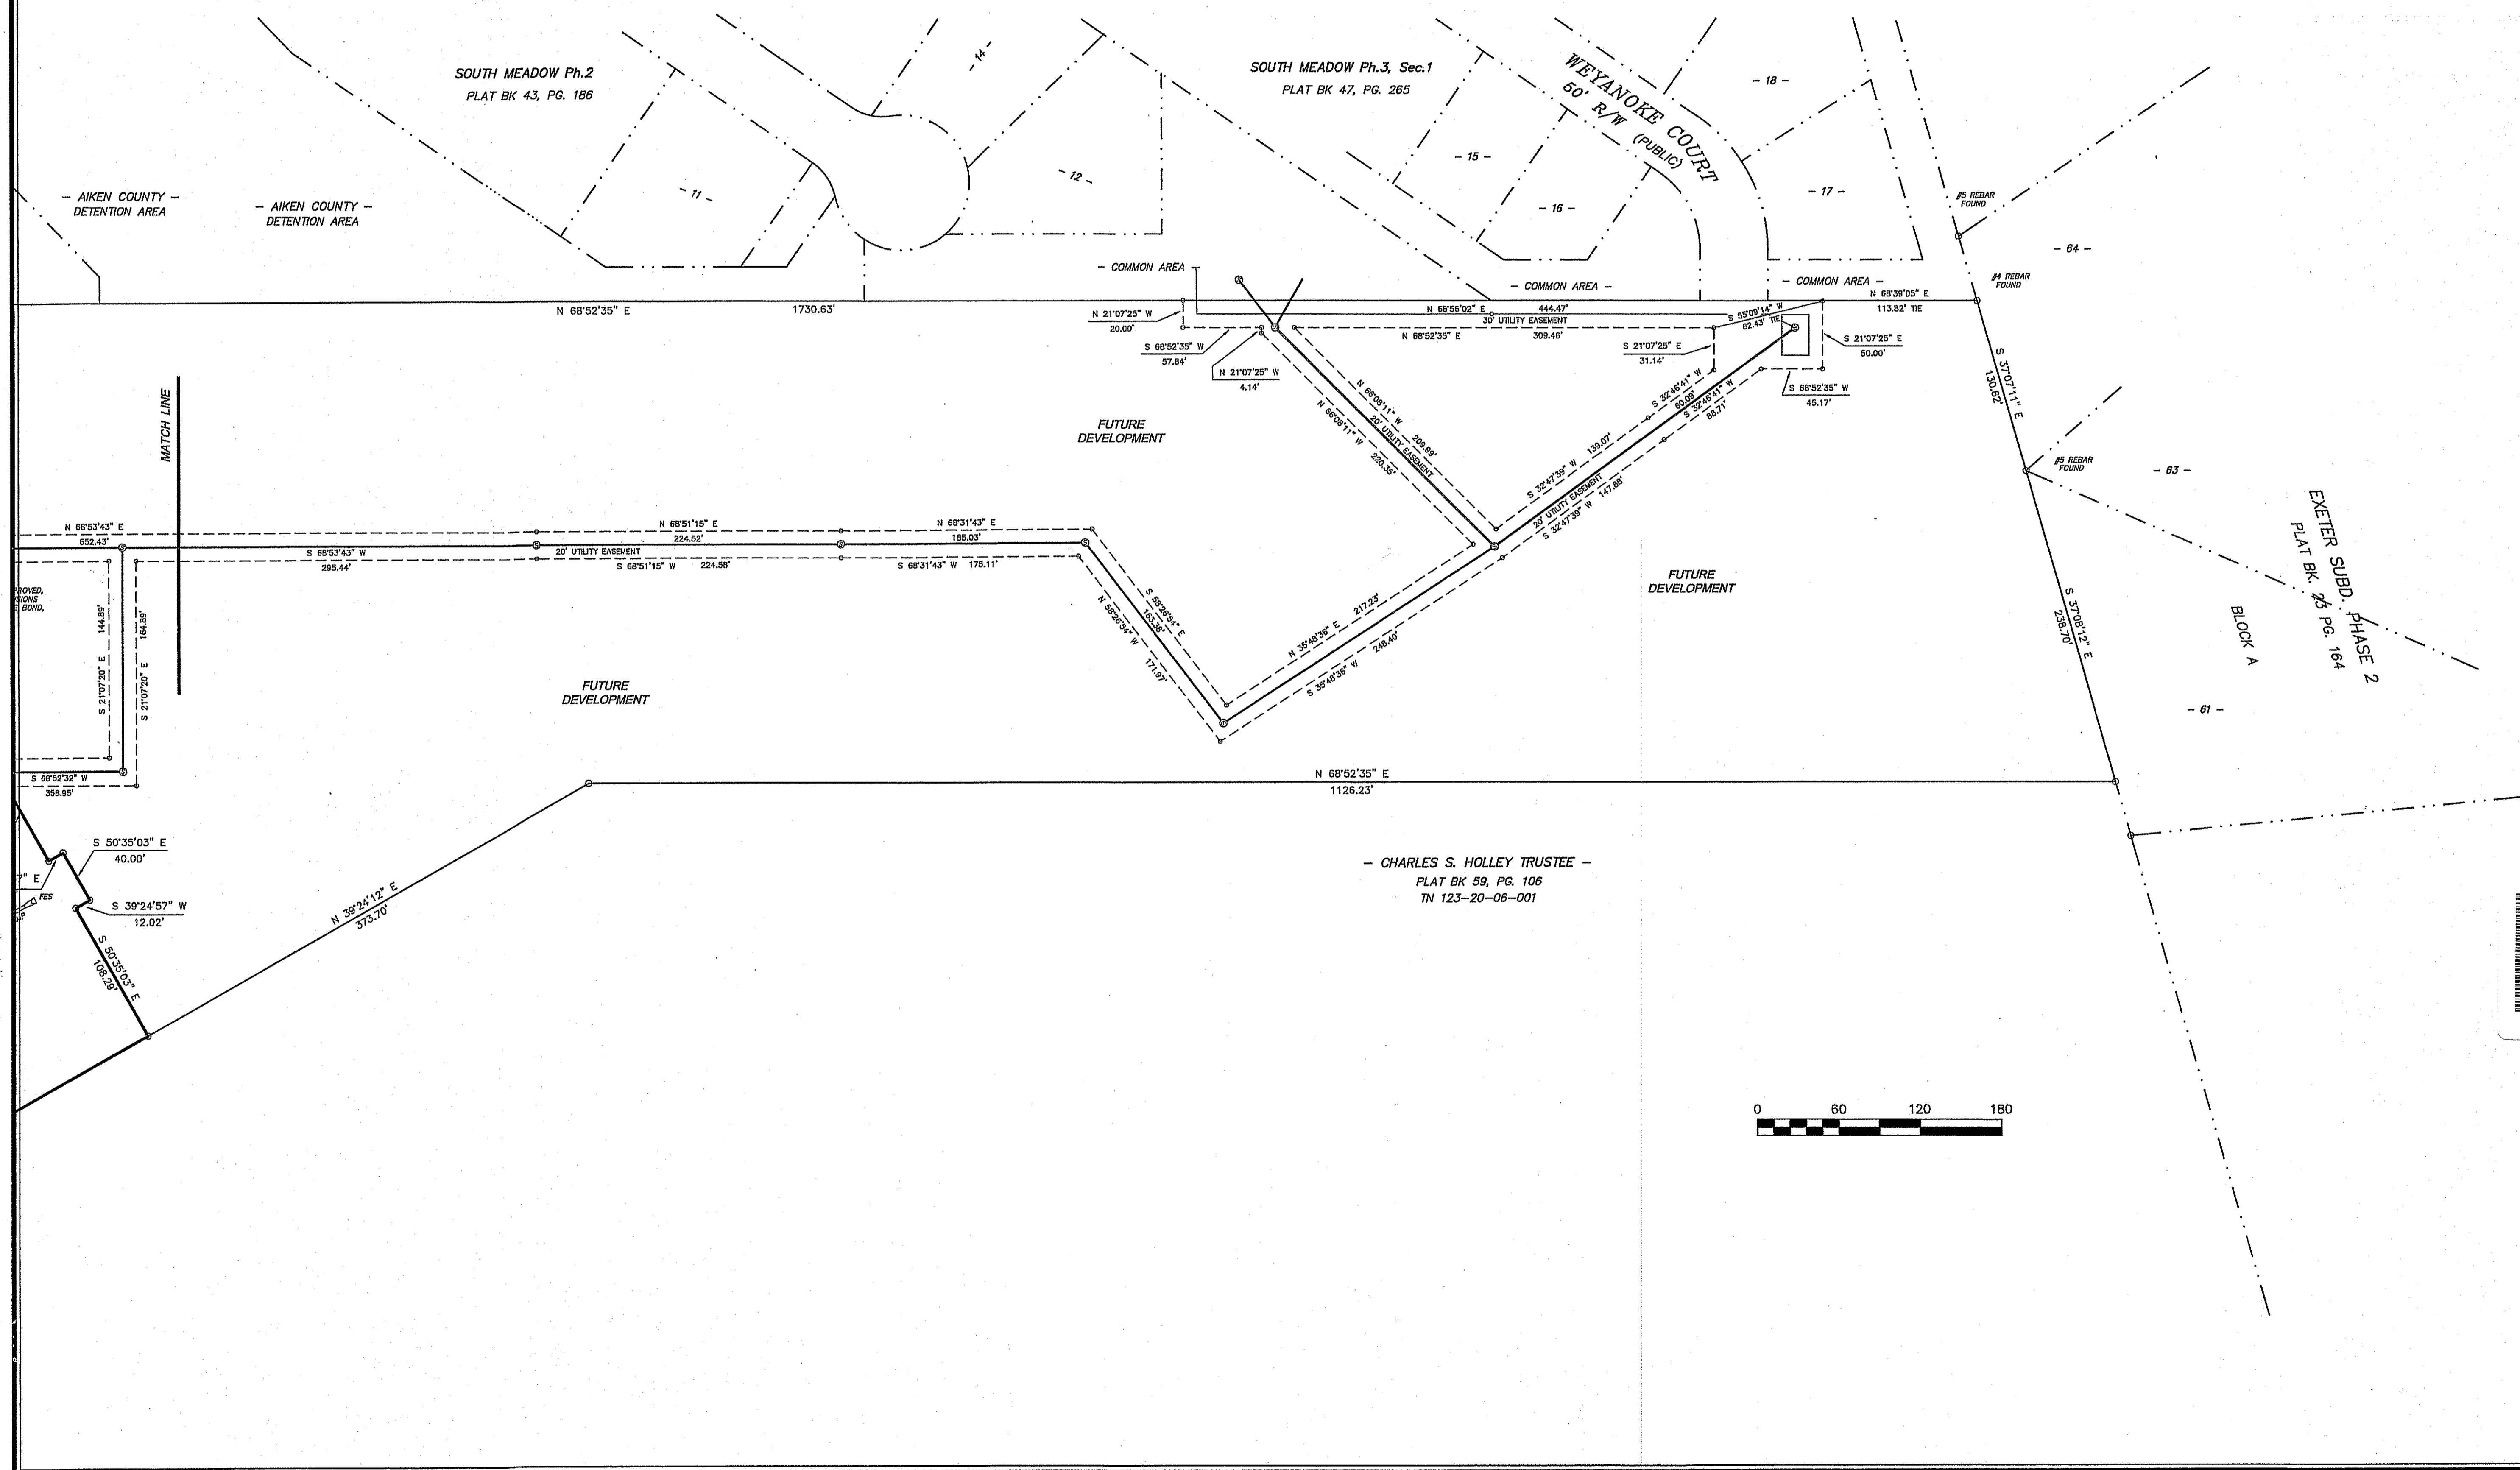 SOUTH MEADOW Ph.2
PLAT BK 43, PG. 186
- 14 -
SOUTH MEADOW Ph.3, Sec.1
PLAT BK 47, PG. 265
WEYANOKE COURT
50' R/W (PUBLIC)
- 18 -
- 15 -
- 11 -
- 12 -
- 17 -
- 16 -
- AIKEN COUNTY -
DETENTION AREA
- AIKEN COUNTY -
DETENTION AREA
#5 REBAR
FOUND
- 64 -
#4 REBAR
FOUND
- COMMON AREA -
- COMMON AREA -
- COMMON AREA -
N 68°52'35" E
1730.63'
N 21°07'25" W
20.00'
N 68°56'02" E
444.47'
30' UTILITY EASEMENT
N 68°52'35" E
309.46'
S 55°09'14" W
82.43' TIE
N 68°39'05" E
113.82' TIE
S 68°52'35" W
57.84'
N 21°07'25" W
4.14'
S 21°07'25" E
31.14'
S 21°07'25" E
50.00'
S 68°52'35" W
45.17'
S 37°07'11" E
130.62'
MATCH LINE
FUTURE
DEVELOPMENT
N 66°08'11" W
209.99'
20' UTILITY EASEMENT
N 66°08'11" W
220.35'
S 32°46'41" W
60.09'
S 32°46'41" W
88.71'
S 32°47'39" W
139.07'
20' UTILITY EASEMENT
S 32°47'39" W
147.88'
#5 REBAR
FOUND
- 63 -
EXETER SUBD. PHASE 2
PLAT BK. 23 PG. 164
BLOCK A
N 68°53'43" E
652.43'
S 68°53'43" W
295.44'
N 68°51'15" E
224.52'
20' UTILITY EASEMENT
S 68°51'15" W
224.58'
N 68°31'43" E
185.03'
S 68°31'43" W
175.11'
FUTURE
DEVELOPMENT
BOND,
144.89'
S 21°07'20" E
164.89'
S 21°07'20" E
S 58°26'54" E
163.38'
N 58°26'54" W
171.97'
217.23'
N 35°48'36" E
248.40'
S 35°48'36" W
S 37°08'12" E
238.70'
FUTURE
DEVELOPMENT
- 61 -
S 68°52'32" W
358.95'
N 68°52'35" E
1126.23'
S 50°35'03" E
40.00'
7" E
FES
S 39°24'57" W
12.02'
S 50°35'03" E
108.29'
N 39°24'12" E
373.70'
- CHARLES S. HOLLEY TRUSTEE -
PLAT BK 59, PG. 106
TN 123-20-06-001
0 60 120 180